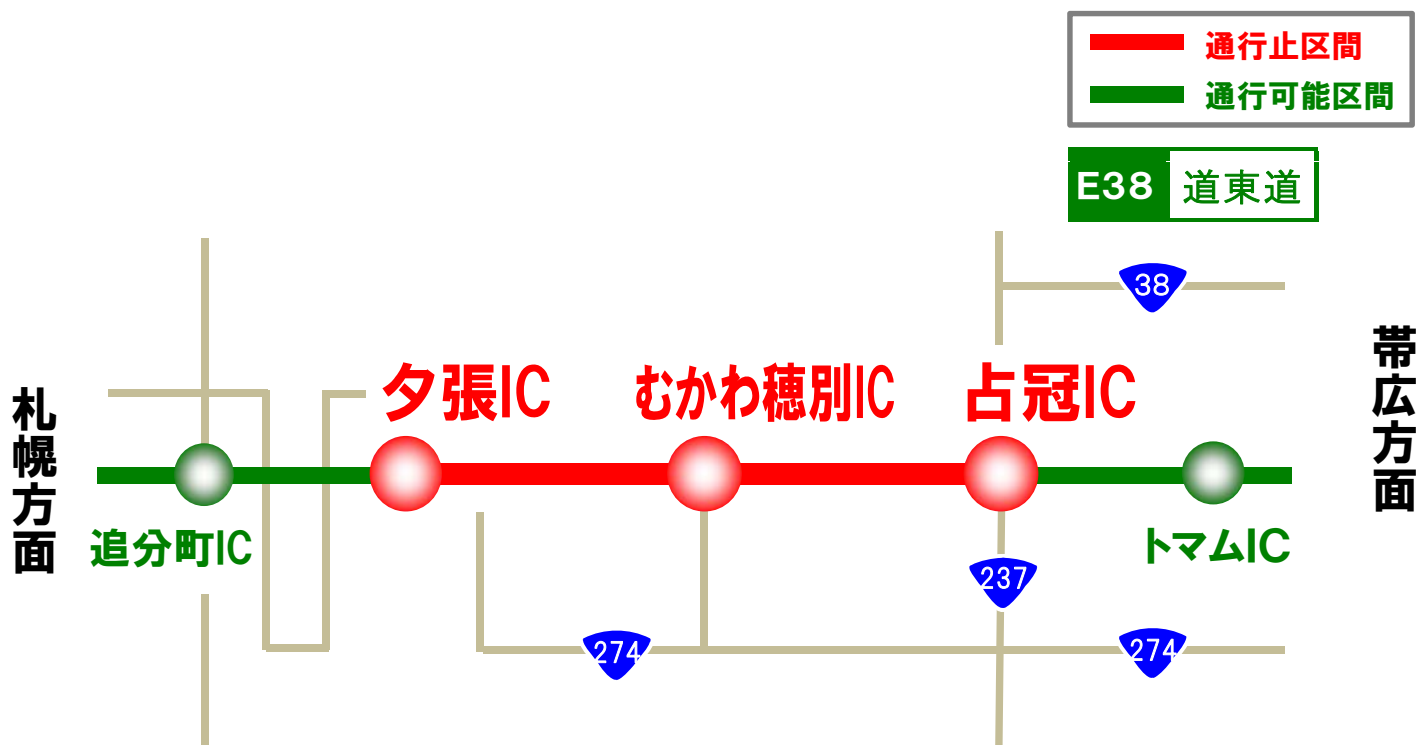 通行止区間
通行可能区間
E38 道東道
38
帯広方面
札幌方面
夕張IC
むかわ穂別IC
占冠IC
追分町IC
トマムIC
237
274
274